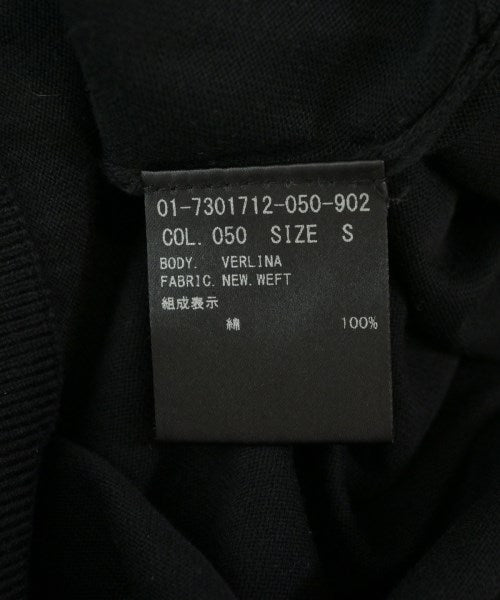 01-7301712-050-902
COL. 050 SIZE S
BODY. VERLINA
FABRIC. NEW. WEFT
組成表示
綿 100%